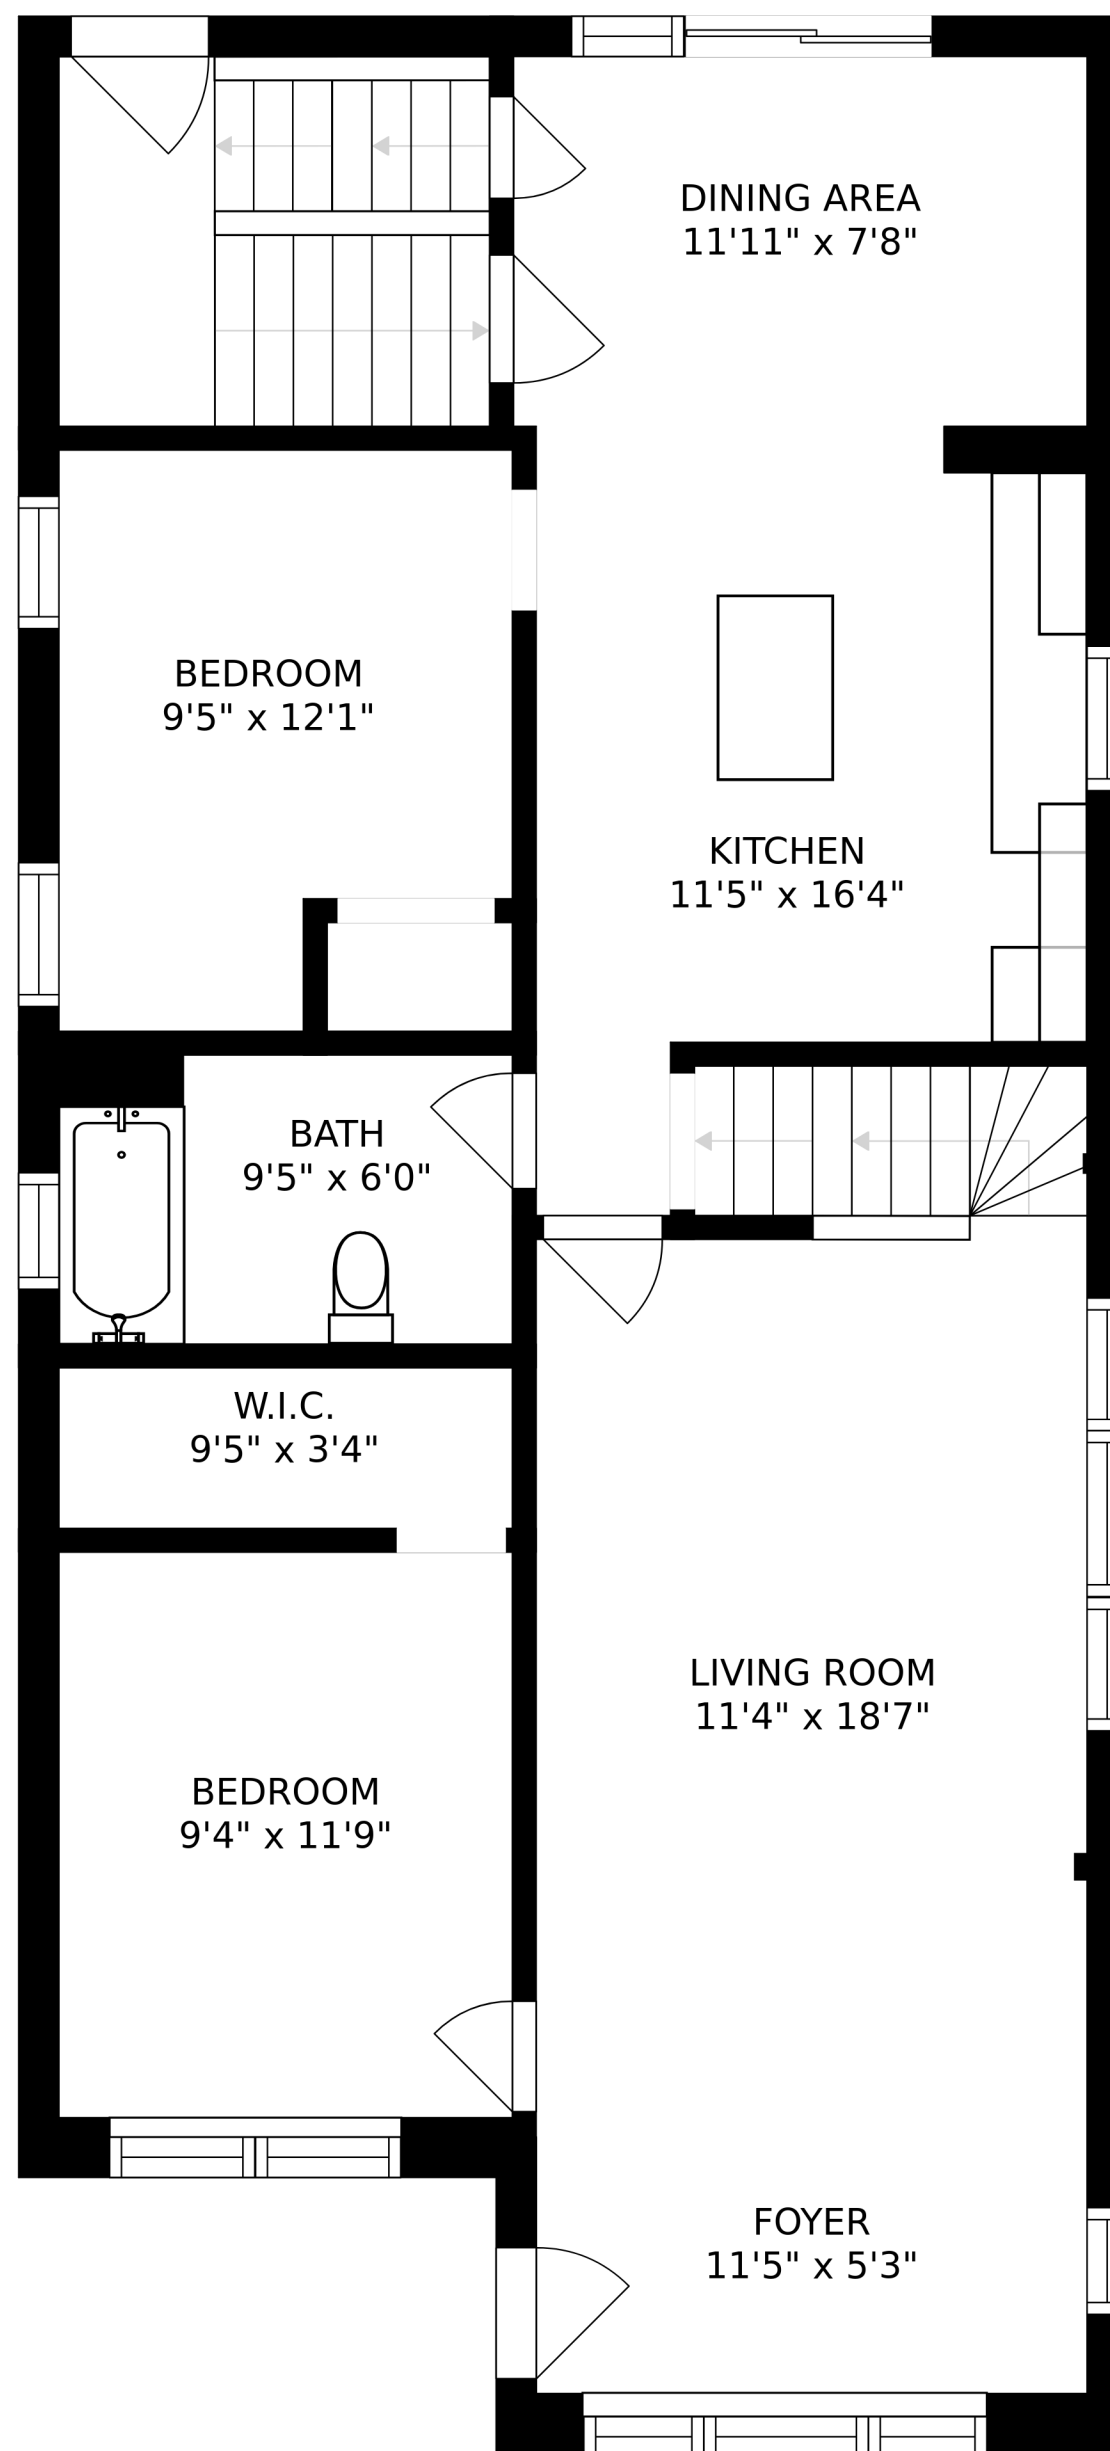 DINING AREA
11'11" x 7'8"
BEDROOM
9'5" x 12'1"
KITCHEN
11'5" x 16'4"
BATH
9'5" x 6'0"
W.I.C.
9'5" x 3'4"
LIVING ROOM
11'4" x 18'7"
BEDROOM
9'4" x 11'9"
FOYER
11'5" x 5'3"